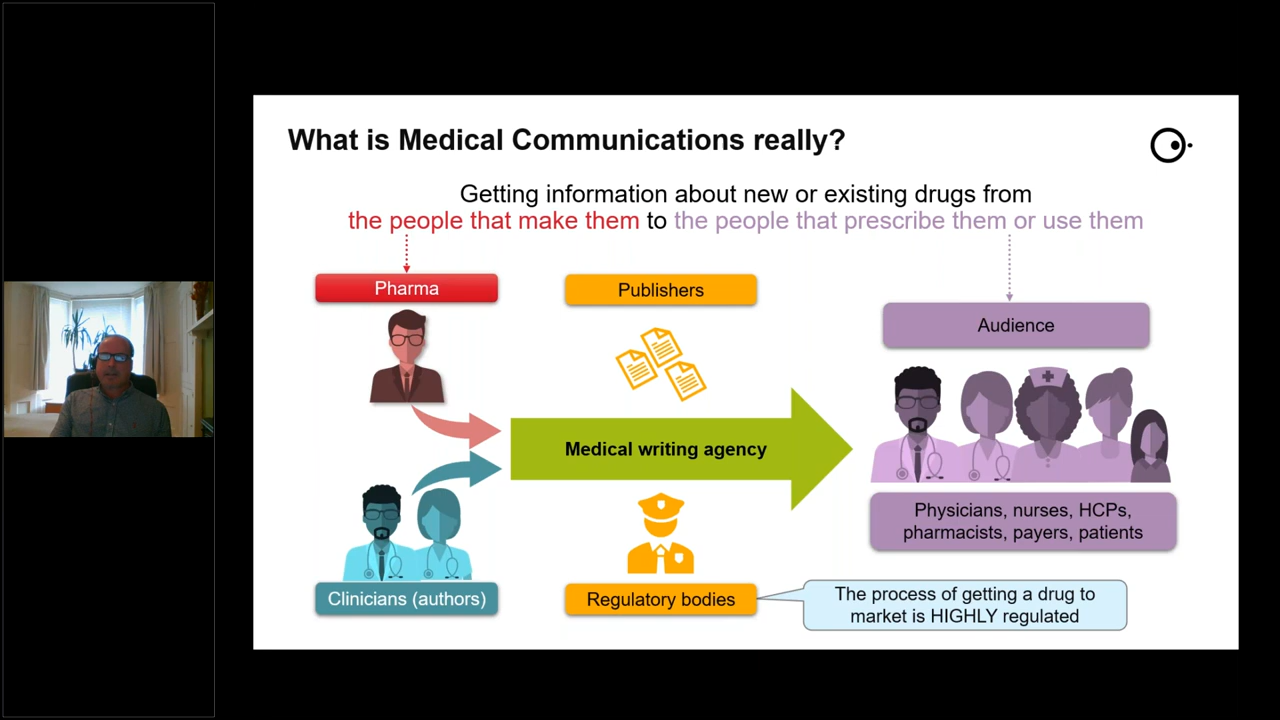 What is Medical Communications really?
Getting information about new or existing drugs from
the people that make them to the people that prescribe them or use them
Pharma
Publishers
Audience
Medical writing agency
Physicians, nurses, HCPs,
pharmacists, payers, patients
Clinicians (authors)
Regulatory bodies
The process of getting a drug to
market is HIGHLY regulated